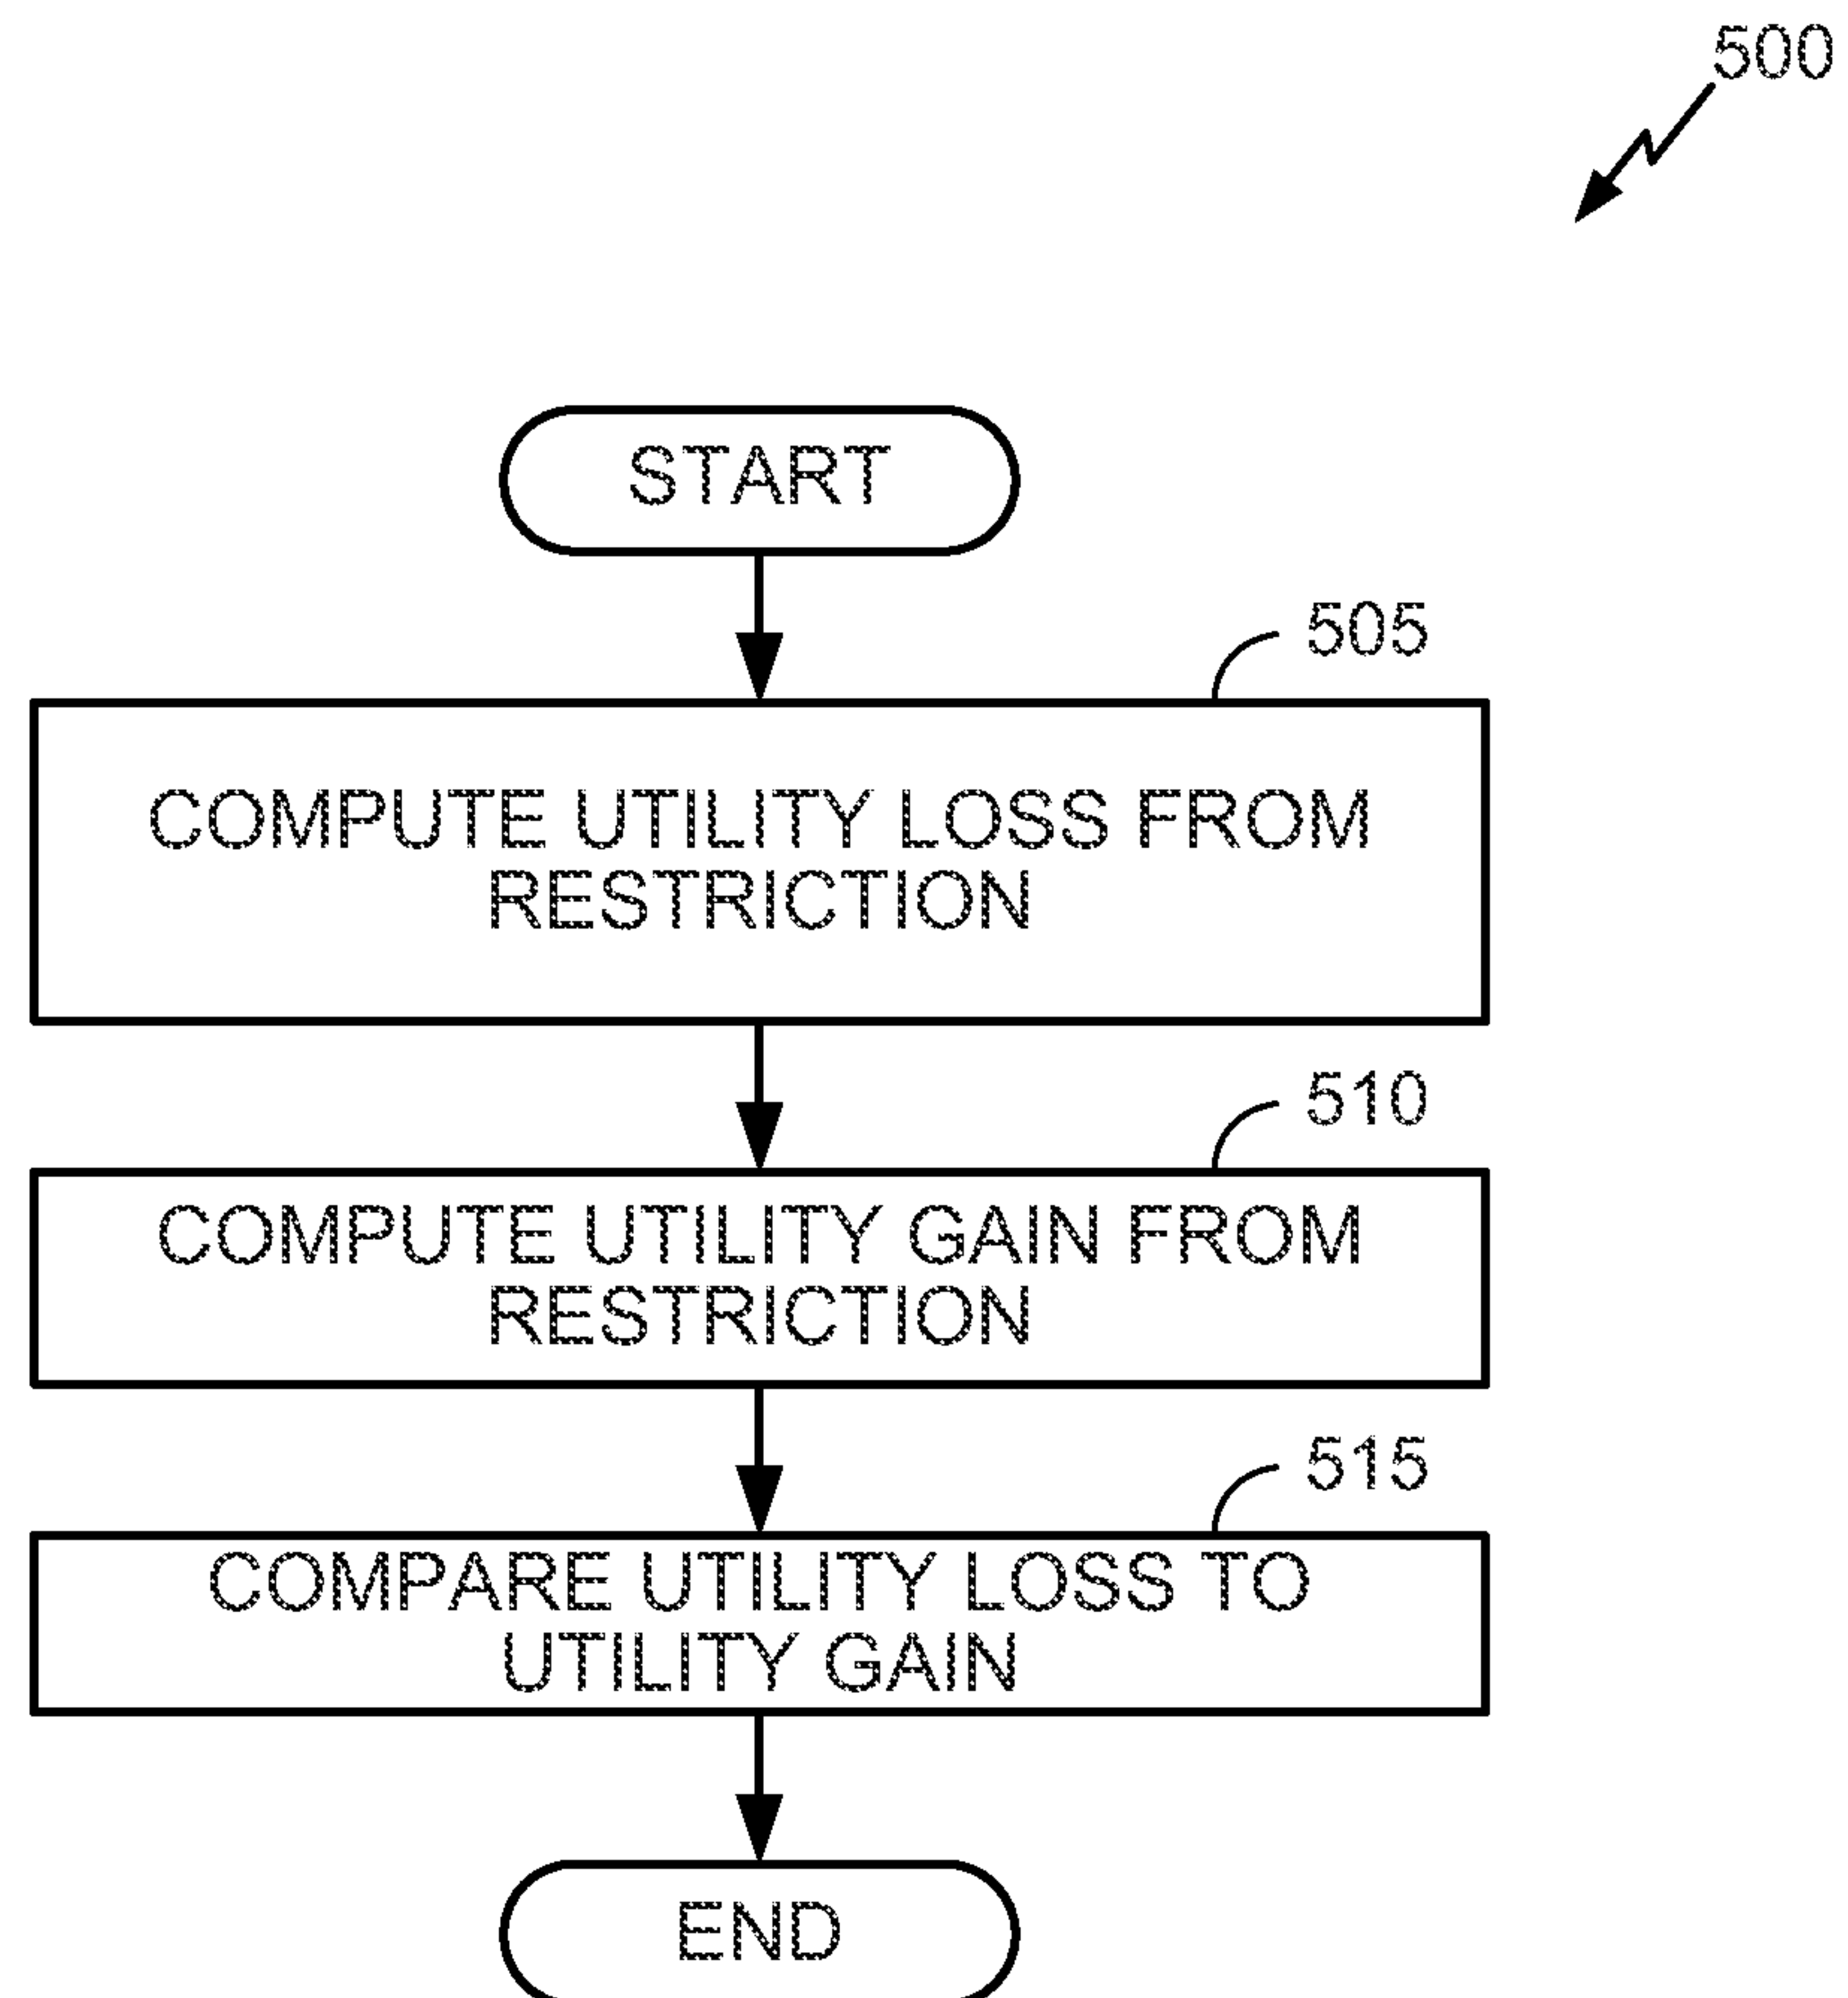 500
START
505
COMPUTE UTILITY LOSS FROM
RESTRICTION
510
COMPUTE UTILITY GAIN FROM
RESTRICTION
515
COMPARE UTILITY LOSS TO
UTILITY GAIN
END